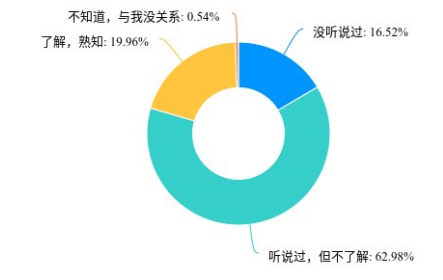 不知道，与我没关系: 0.54%
没听说过: 16.52%
了解，熟知: 19.96%
听说过，但不了解: 62.98%